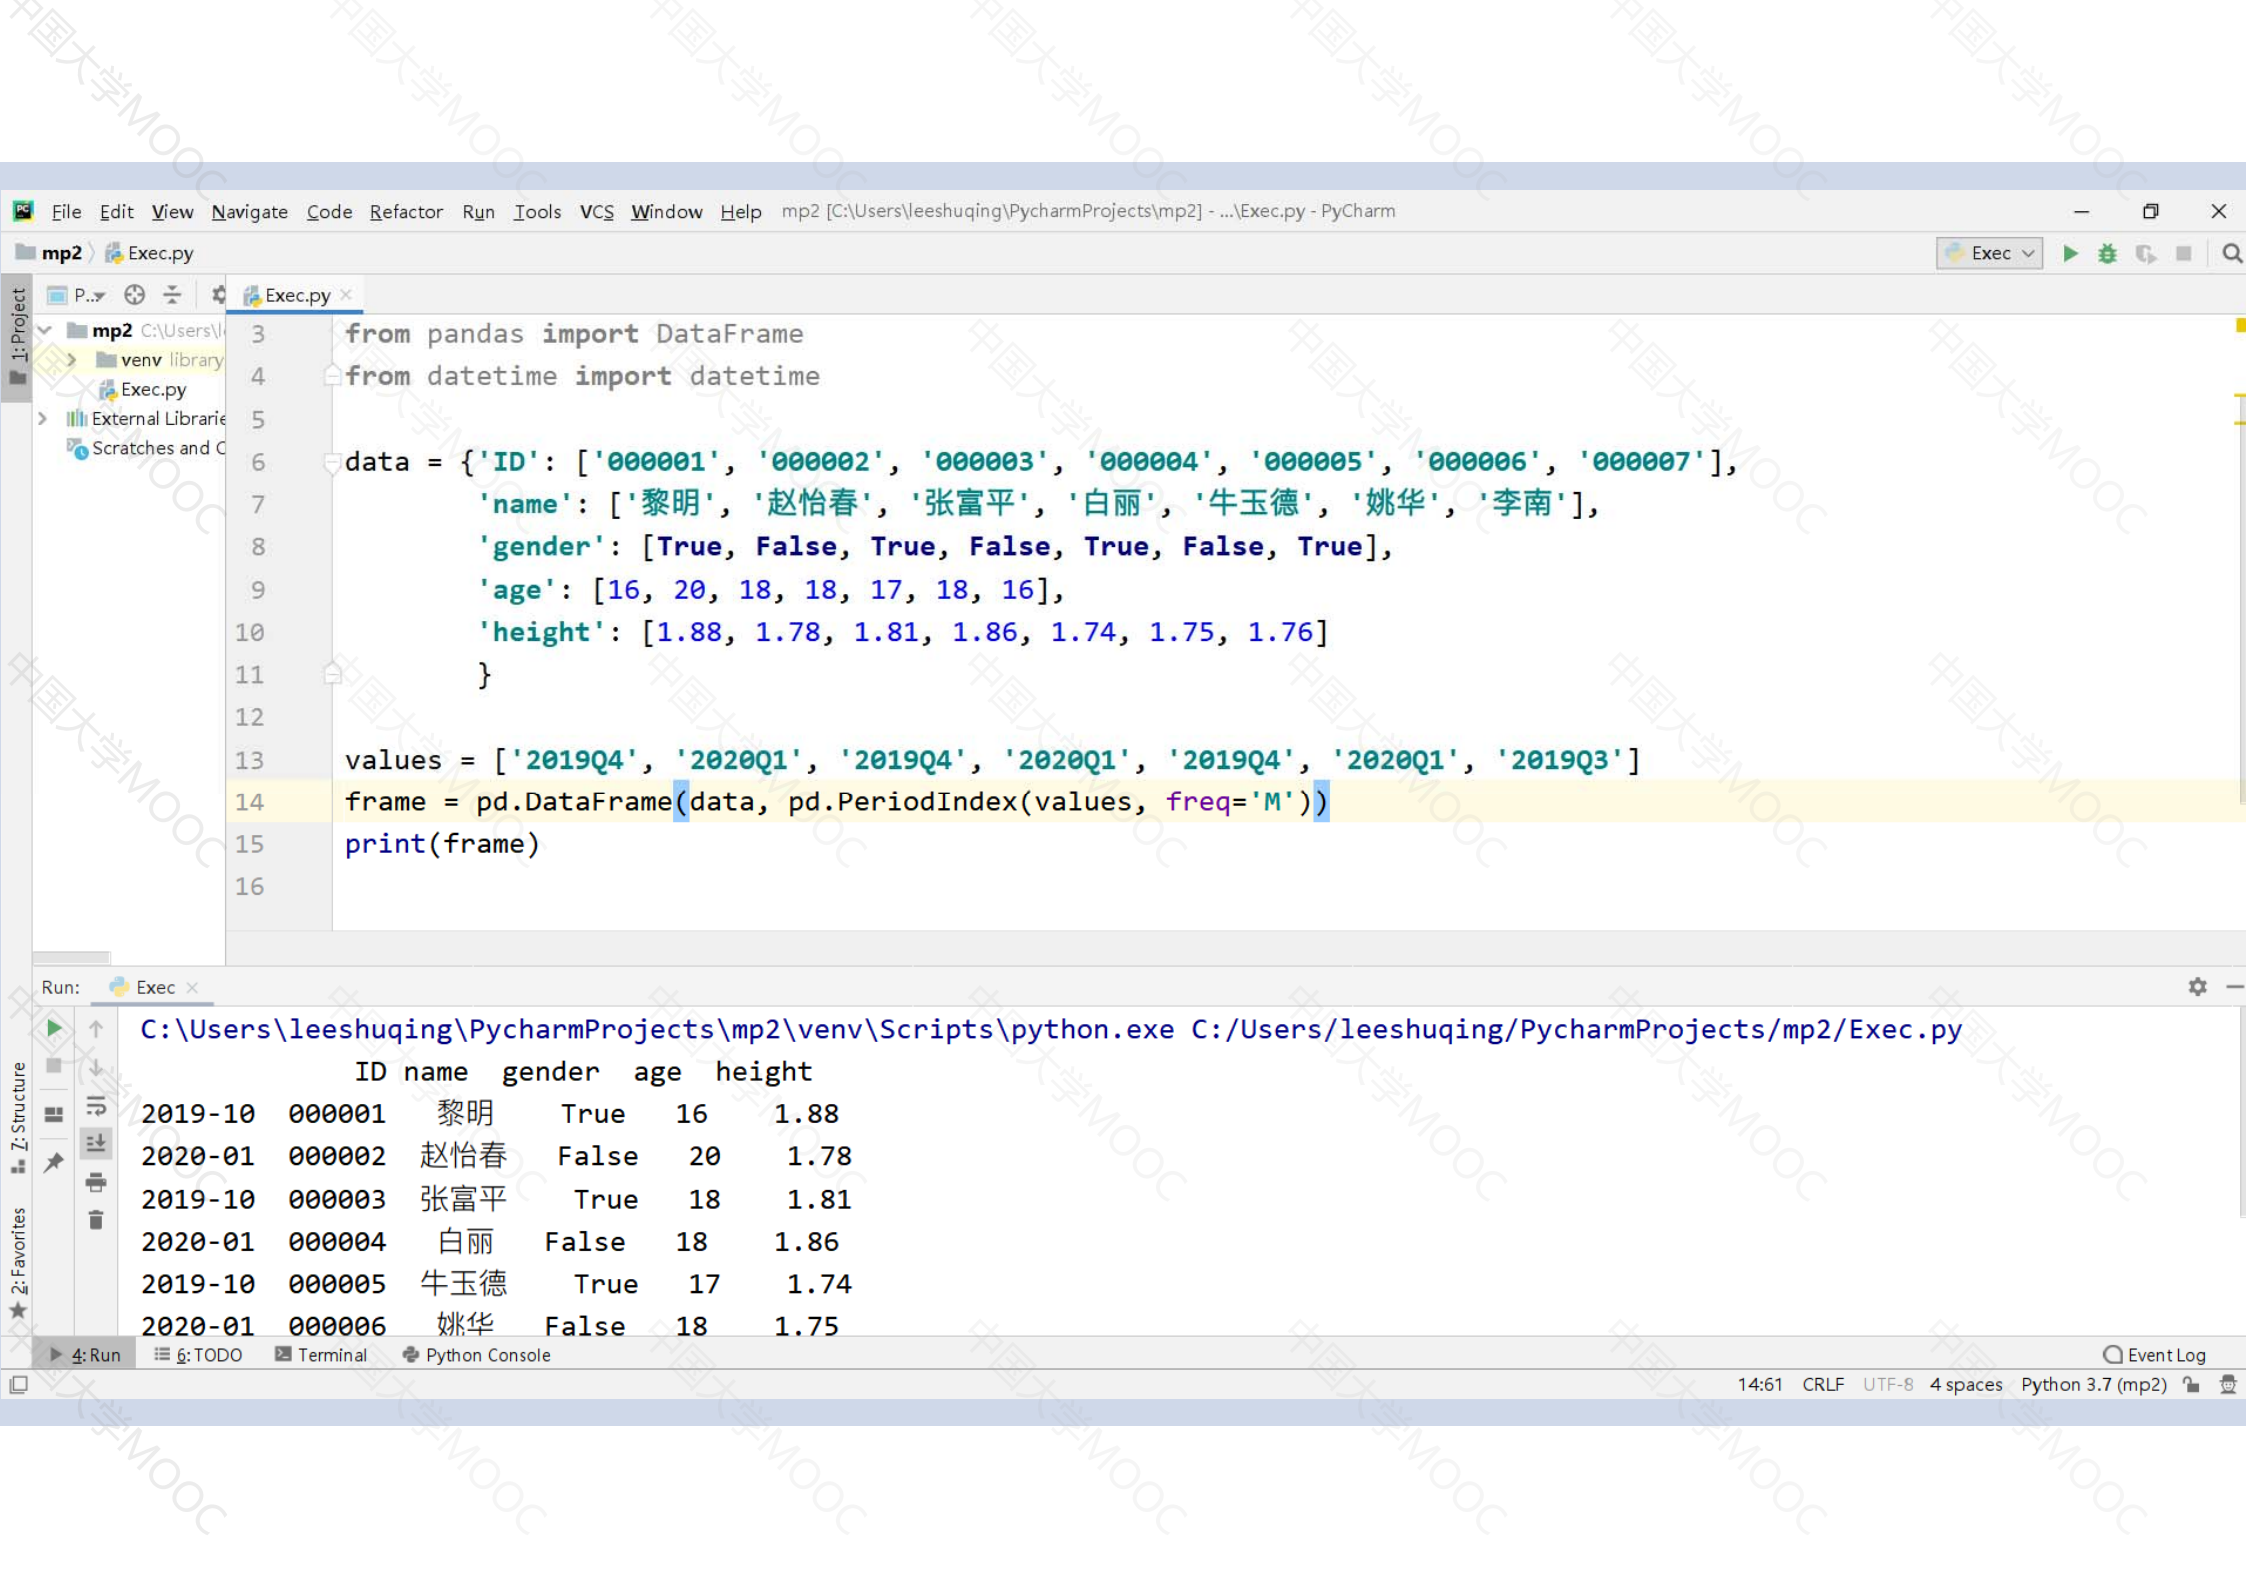 File Edit View Navigate Code Refactor Run Tools VCS Window Help mp2 [C:\Users\leeshuqing\PycharmProjects\mp2] - ...\Exec.py - PyCharm
mp2 Exec.py Exec
1: Project P.. Exec.py
mp2 C:\Users\l
venv library
Exec.py
External Librarie
Scratches and C
3 from pandas import DataFrame
4 from datetime import datetime
5
6 data = {'ID': ['000001', '000002', '000003', '000004', '000005', '000006', '000007'],
7 'name': ['黎明', '赵怡春', '张富平', '白丽', '牛玉德', '姚华', '李南'],
8 'gender': [True, False, True, False, True, False, True],
9 'age': [16, 20, 18, 18, 17, 18, 16],
10 'height': [1.88, 1.78, 1.81, 1.86, 1.74, 1.75, 1.76]
11 }
12
13 values = ['2019Q4', '2020Q1', '2019Q4', '2020Q1', '2019Q4', '2020Q1', '2019Q3']
14 frame = pd.DataFrame(data, pd.PeriodIndex(values, freq='M'))
15 print(frame)
16
Run: Exec
C:\Users\leeshuqing\PycharmProjects\mp2\venv\Scripts\python.exe C:/Users/leeshuqing/PycharmProjects/mp2/Exec.py
ID name gender age height
2019-10 000001 黎明 True 16 1.88
2020-01 000002 赵怡春 False 20 1.78
2019-10 000003 张富平 True 18 1.81
2020-01 000004 白丽 False 18 1.86
2019-10 000005 牛玉德 True 17 1.74
2020-01 000006 姚华 False 18 1.75
Z: Structure
2: Favorites
4: Run 6: TODO Terminal Python Console Event Log
14:61 CRLF UTF-8 4 spaces Python 3.7 (mp2)
中国大学MOOC